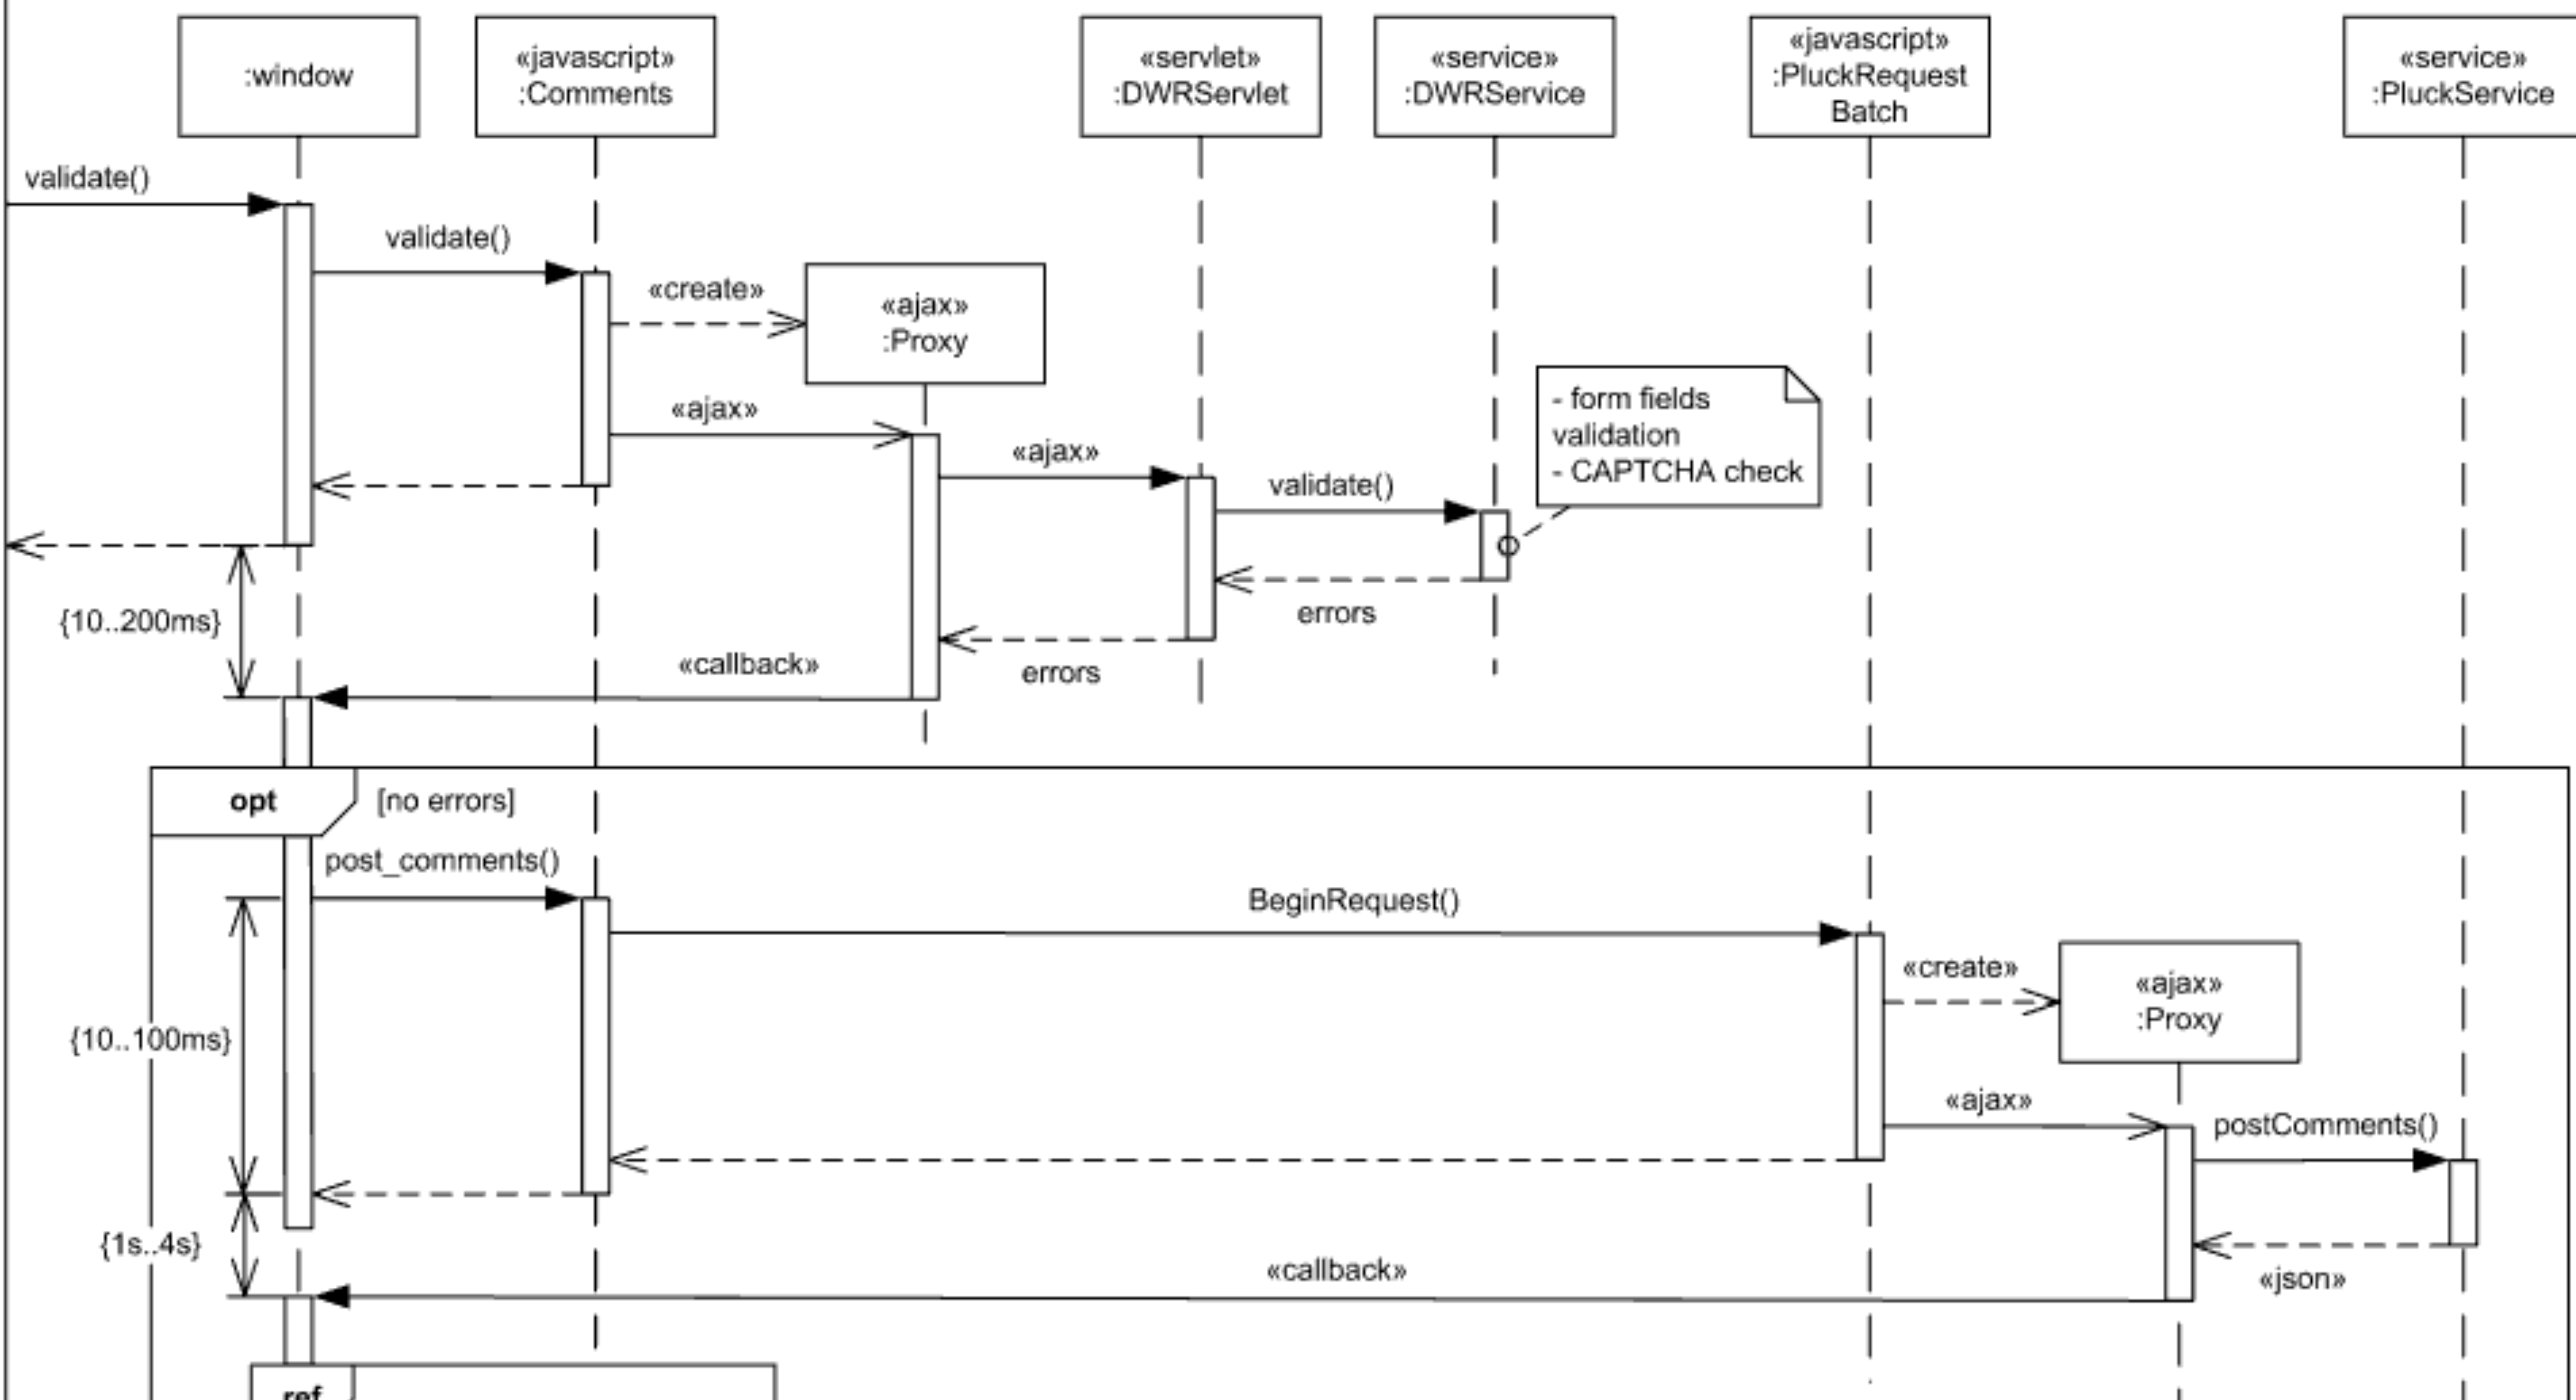 :window
«javascript»
:Comments
«servlet»
:DWRServlet
«service»
:DWRService
«javascript»
:PluckRequest
Batch
«service»
:PluckService
validate()
validate()
«create»
«ajax»
:Proxy
«ajax»
«ajax»
validate()
- form fields
validation
- CAPTCHA check
errors
errors
{10..200ms}
«callback»
opt
[no errors]
post_comments()
BeginRequest()
«create»
«ajax»
:Proxy
{10..100ms}
«ajax»
postComments()
{1s..4s}
«json»
«callback»
ref